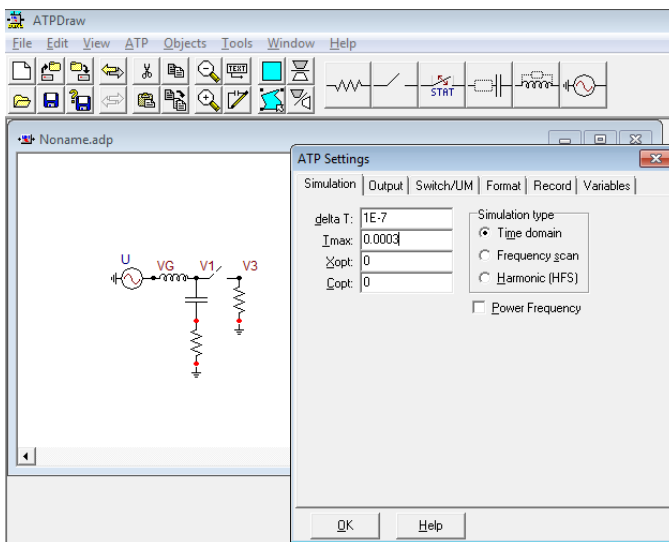 ATPDraw
File Edit View ATP Objects Tools Window Help
TEXT
STAT
Noname.adp
ATP Settings
Simulation Output Switch/UM Format Record Variables
delta T: 1E-7
Tmax: 0.0003
Xopt: 0
Copt: 0
Simulation type
Time domain
Frequency scan
Harmonic (HFS)
Power Frequency
U
VG V1 V3
OK Help